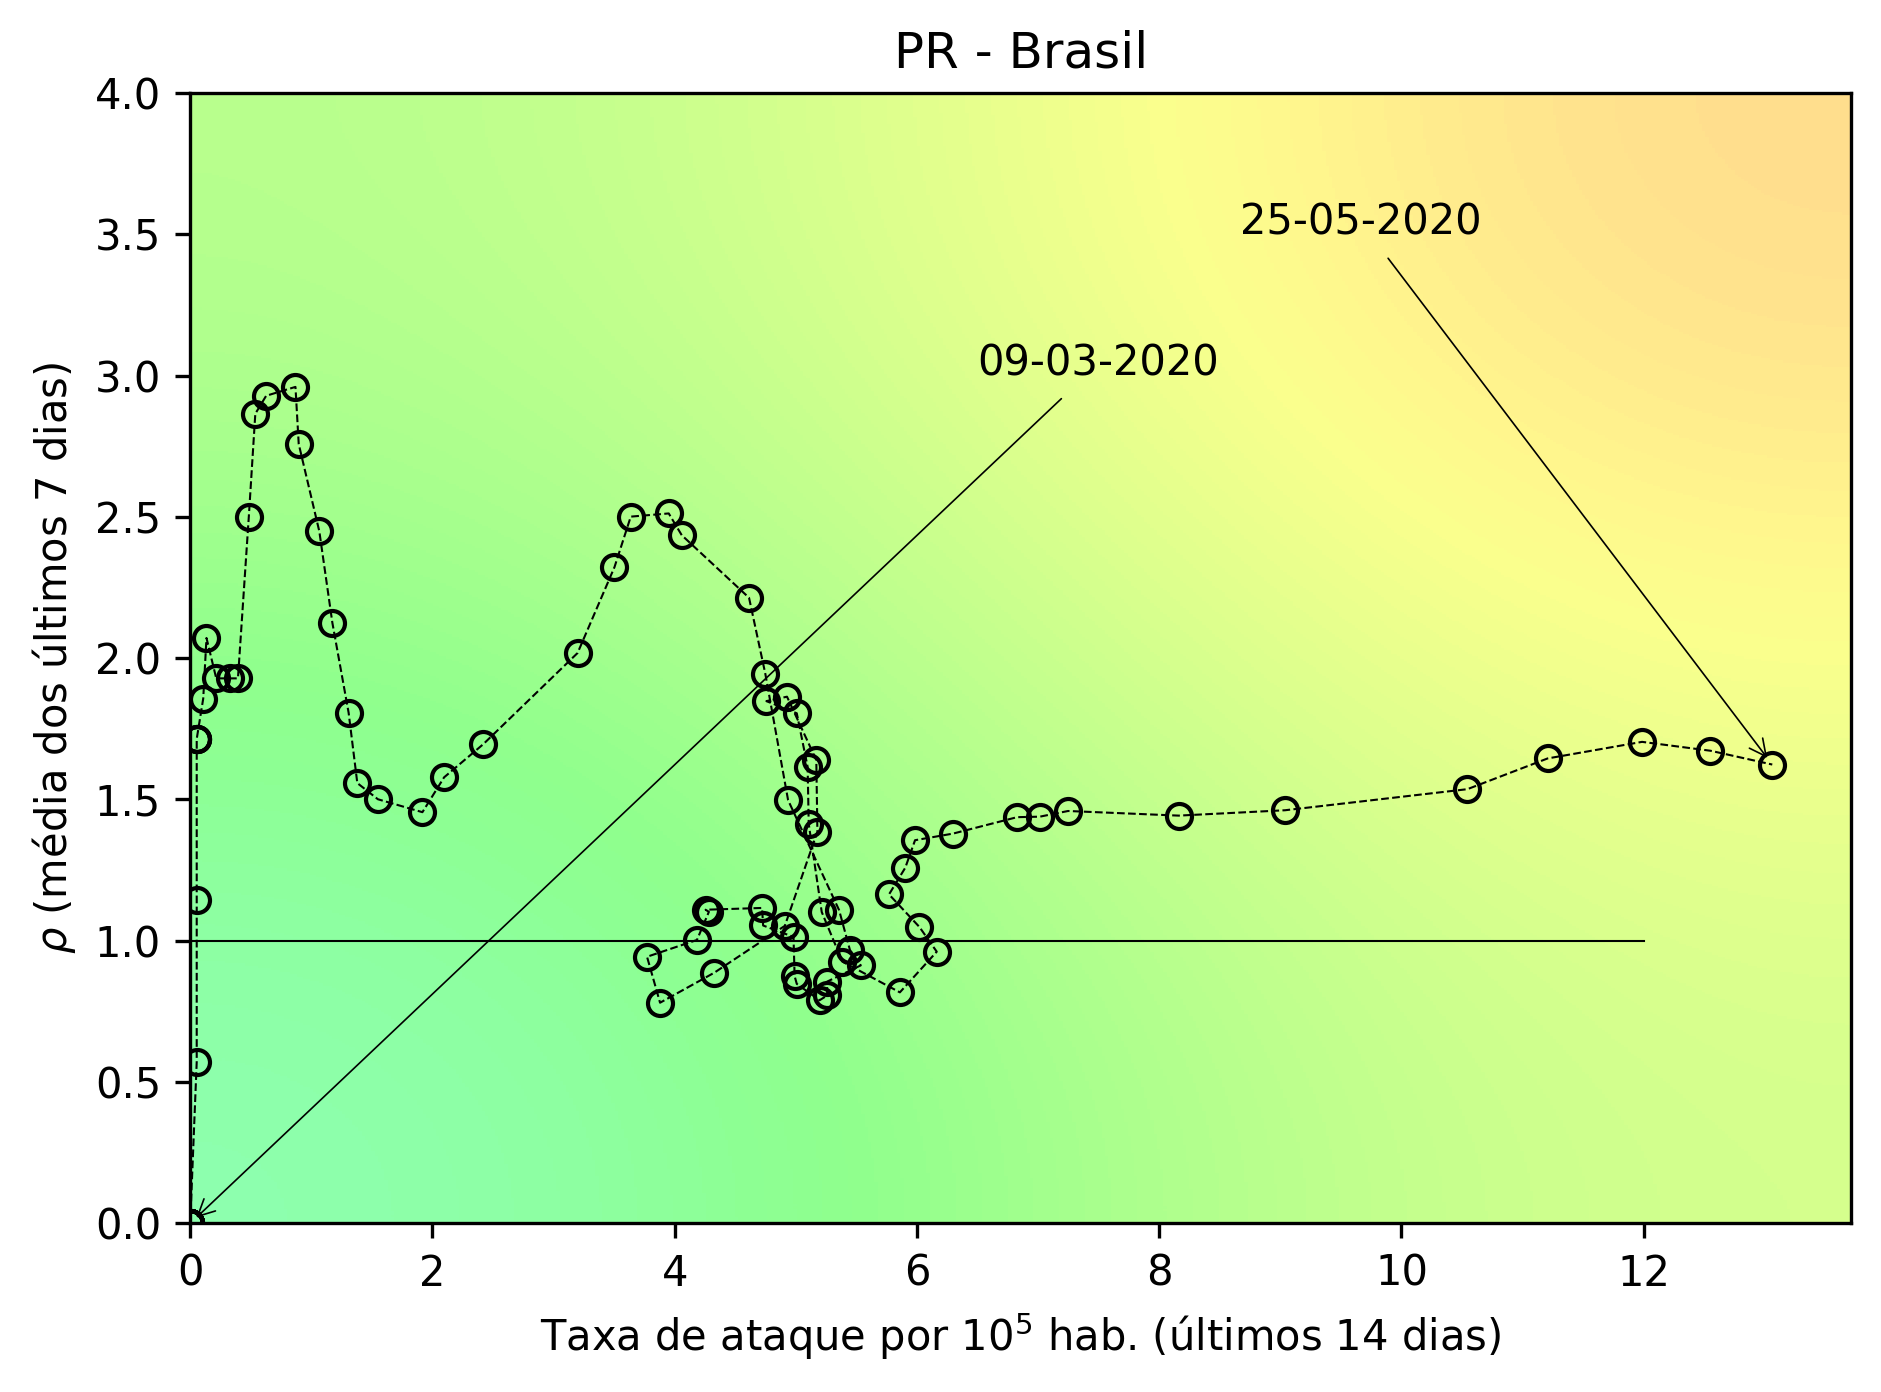 PR - Brasil
4.0
3.5
3.0
2.5
2.0
1.5
1.0
0.5
0.0
ρ (média dos últimos 7 dias)
25-05-2020
09-03-2020
0 2 4 6 8 10 12
Taxa de ataque por 10⁵ hab. (últimos 14 dias)